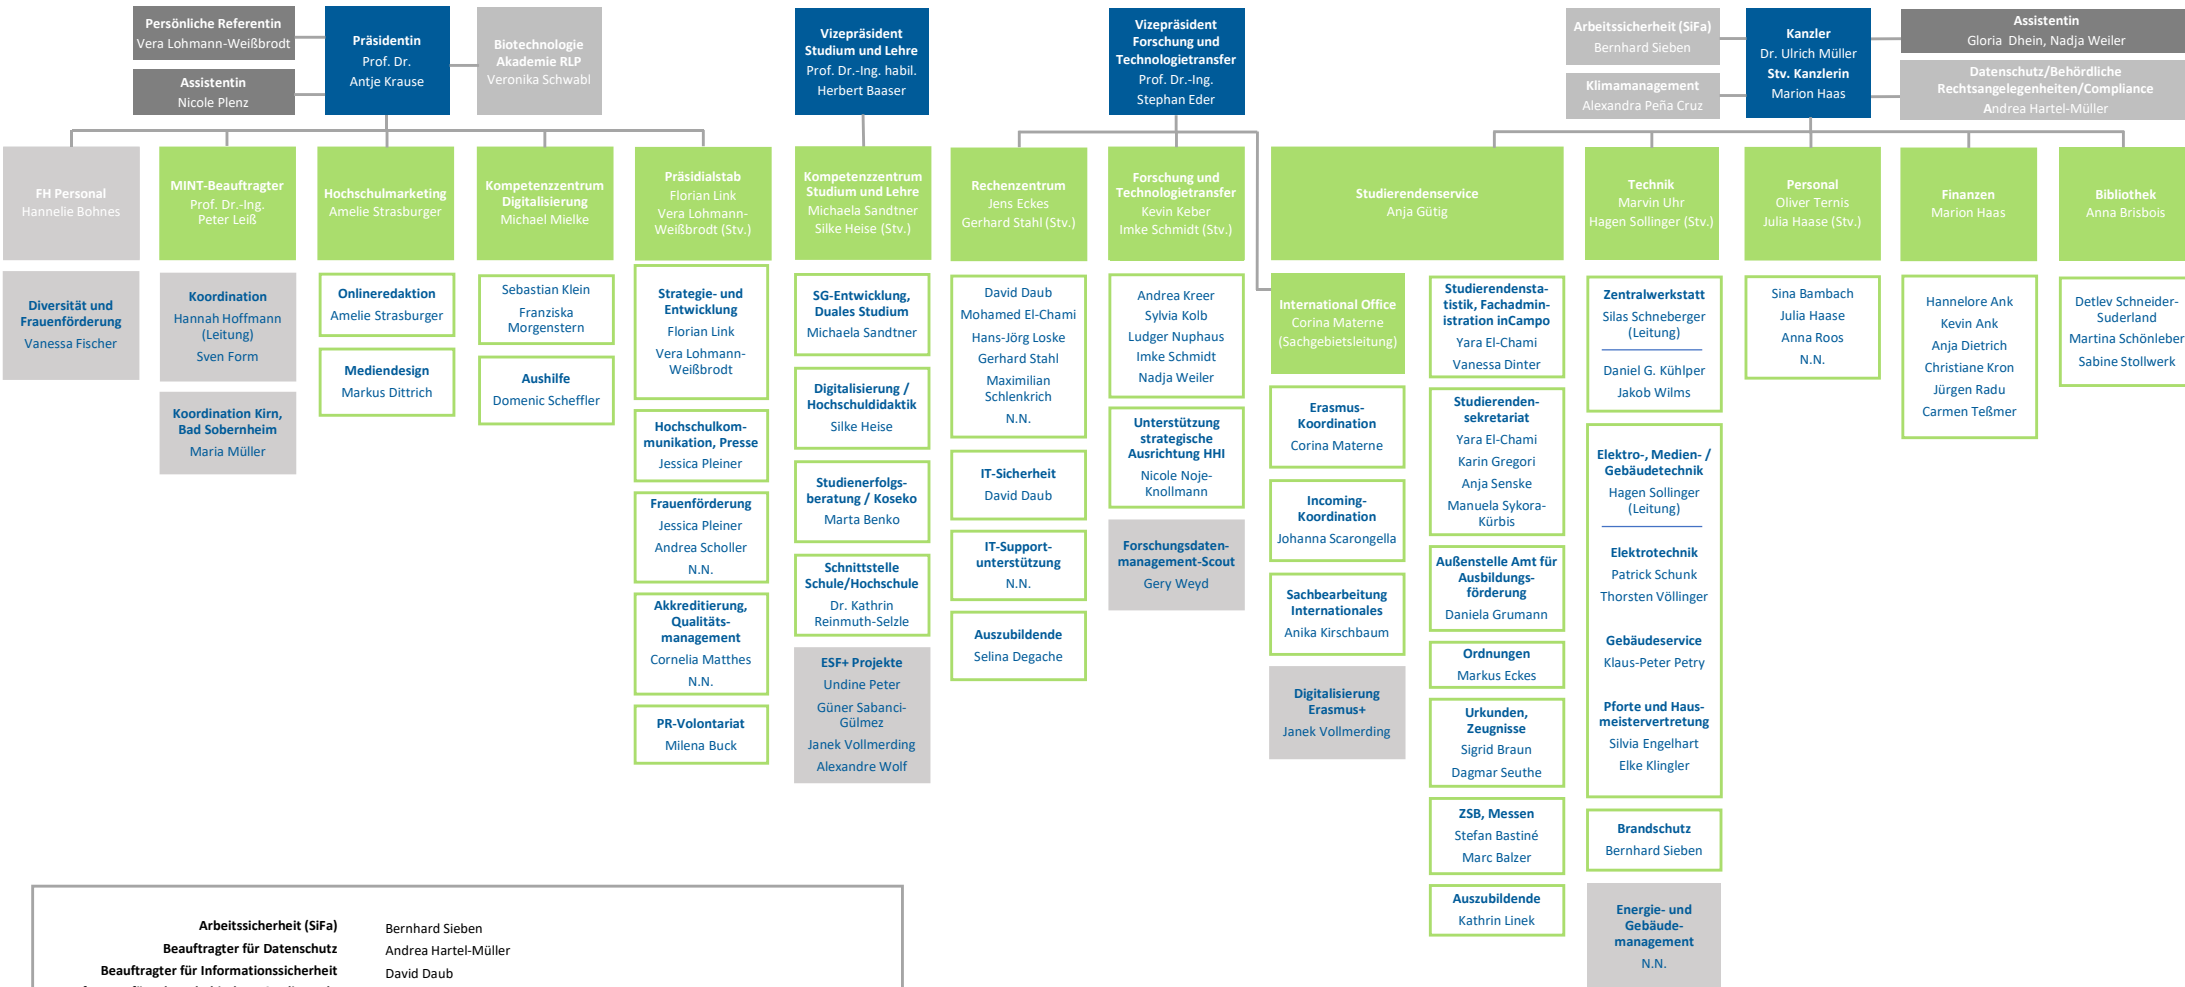 Persönliche Referentin
Vera Lohmann-Weißbrodt
Assistentin
Nicole Plenz
Präsidentin
Prof. Dr.
Antje Krause
Biotechnologie
Akademie RLP
Veronika Schwabl
Vizepräsident
Studium und Lehre
Prof. Dr.-Ing. habil.
Herbert Baaser
Vizepräsident
Forschung und
Technologietransfer
Prof. Dr.-Ing.
Stephan Eder
Arbeitssicherheit (SiFa)
Bernhard Sieben
Klimamanagement
Alexandra Peña Cruz
Kanzler
Dr. Ulrich Müller
Stv. Kanzlerin
Marion Haas
Assistentin
Gloria Dhein, Nadja Weiler
Datenschutz/Behördliche
Rechtsangelegenheiten/Compliance
Andrea Hartel-Müller
FH Personal
Hannelie Bohnes
Diversität und
Frauenförderung
Vanessa Fischer
MINT-Beauftragter
Prof. Dr.-Ing.
Peter Leiß
Koordination
Hannah Hoffmann
(Leitung)
Sven Form
Koordination Kirn,
Bad Sobernheim
Maria Müller
Hochschulmarketing
Amelie Strasburger
Onlineredaktion
Amelie Strasburger
Mediendesign
Markus Dittrich
Kompetenzzentrum
Digitalisierung
Michael Mielke
Sebastian Klein
Franziska
Morgenstern
Aushilfe
Domenic Scheffler
Präsidialstab
Florian Link
Vera Lohmann-
Weißbrodt (Stv.)
Strategie- und
Entwicklung
Florian Link
Vera Lohmann-
Weißbrodt
Hochschulkom-
munikation, Presse
Jessica Pleiner
Frauenförderung
Jessica Pleiner
Andrea Scholler
N.N.
Akkreditierung,
Qualitäts-
management
Cornelia Matthes
N.N.
PR-Volontariat
Milena Buck
Kompetenzzentrum
Studium und Lehre
Michaela Sandtner
Silke Heise (Stv.)
SG-Entwicklung,
Duales Studium
Michaela Sandtner
Digitalisierung /
Hochschuldidaktik
Silke Heise
Studienerfolgs-
beratung / Koseko
Marta Benko
Schnittstelle
Schule/Hochschule
Dr. Kathrin
Reinmuth-Selzle
ESF+ Projekte
Undine Peter
Güner Sabanci-
Gülmez
Janek Vollmerding
Alexandre Wolf
Rechenzentrum
Jens Eckes
Gerhard Stahl (Stv.)
David Daub
Mohamed El-Chami
Hans-Jörg Loske
Gerhard Stahl
Maximilian
Schlenkrich
N.N.
IT-Sicherheit
David Daub
IT-Support-
unterstützung
N.N.
Auszubildende
Selina Degache
Forschung und
Technologietransfer
Kevin Keber
Imke Schmidt (Stv.)
Andrea Kreer
Sylvia Kolb
Ludger Nuphaus
Imke Schmidt
Nadja Weiler
Unterstützung
strategische
Ausrichtung HHI
Nicole Noje-
Knollmann
Forschungsdaten-
management-Scout
Gery Weyd
Studierendenservice
Anja Gütig
International Office
Corina Materne
(Sachgebietsleitung)
Erasmus-
Koordination
Corina Materne
Incoming-
Koordination
Johanna Scarongella
Sachbearbeitung
Internationales
Anika Kirschbaum
Digitalisierung
Erasmus+
Janek Vollmerding
Studierendensta-
tistik, Fachadmin-
istration inCampo
Yara El-Chami
Vanessa Dinter
Studierenden-
sekretariat
Yara El-Chami
Karin Gregori
Anja Senske
Manuela Sykora-
Kürbis
Außenstelle Amt für
Ausbildungs-
förderung
Daniela Grumann
Ordnungen
Markus Eckes
Urkunden,
Zeugnisse
Sigrid Braun
Dagmar Seuthe
ZSB, Messen
Stefan Bastiné
Marc Balzer
Auszubildende
Kathrin Linek
Technik
Marvin Uhr
Hagen Sollinger (Stv.)
Zentralwerkstatt
Silas Schneberger
(Leitung)
Daniel G. Kühlper
Jakob Wilms
Elektro-, Medien- /
Gebäudetechnik
Hagen Sollinger
(Leitung)
Elektrotechnik
Patrick Schunk
Thorsten Völlinger
Gebäudeservice
Klaus-Peter Petry
Pforte und Haus-
meistervertretung
Silvia Engelhart
Elke Klingler
Brandschutz
Bernhard Sieben
Energie- und
Gebäude-
management
N.N.
Personal
Oliver Ternis
Julia Haase (Stv.)
Sina Bambach
Julia Haase
Anna Roos
N.N.
Finanzen
Marion Haas
Hannelore Ank
Kevin Ank
Anja Dietrich
Christiane Kron
Jürgen Radu
Carmen Teßmer
Bibliothek
Anna Brisbois
Detlev Schneider-
Suderland
Martina Schönleber
Sabine Stollwerk
Arbeitssicherheit (SiFa) Bernhard Sieben
Beauftragter für Datenschutz Andrea Hartel-Müller
Beauftragter für Informationssicherheit David Daub